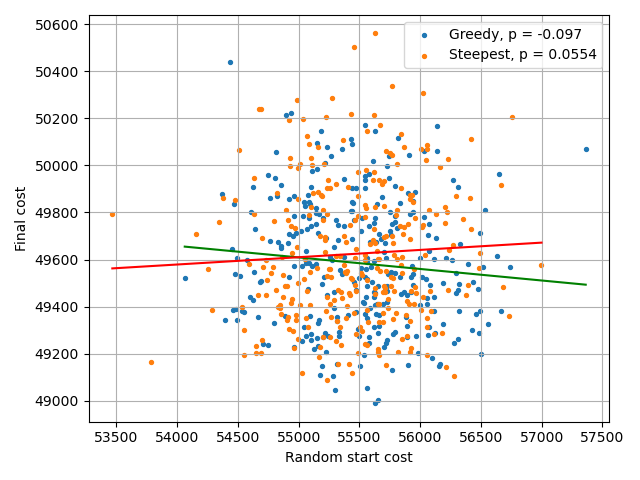 Greedy, p = -0.097
Steepest, p = 0.0554
50600
50400
50200
50000
49800
49600
49400
49200
49000
Final cost
53500 54000 54500 55000 55500 56000 56500 57000 57500
Random start cost